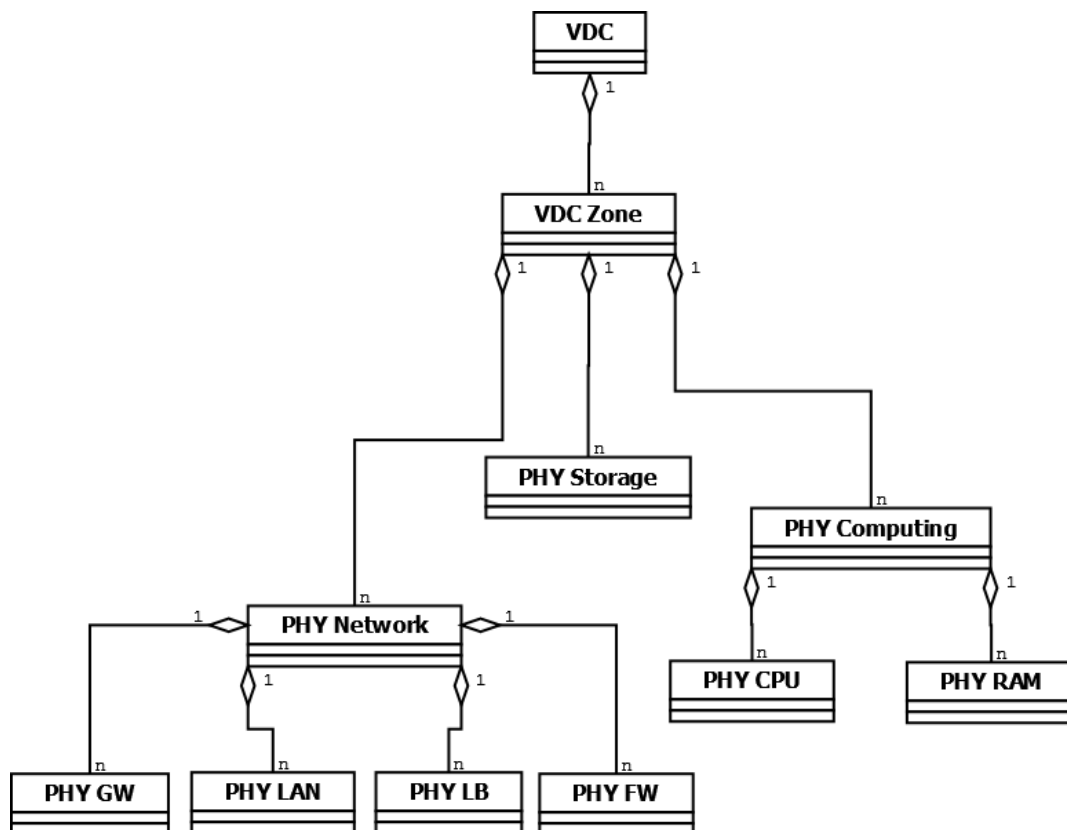 VDC
1
n
VDC Zone
1
1
1
n
PHY Storage
n
PHY Computing
1
1
n
PHY Network
1
1
1
1
n
PHY CPU
n
PHY RAM
n
PHY GW
n
PHY LAN
n
PHY LB
n
PHY FW